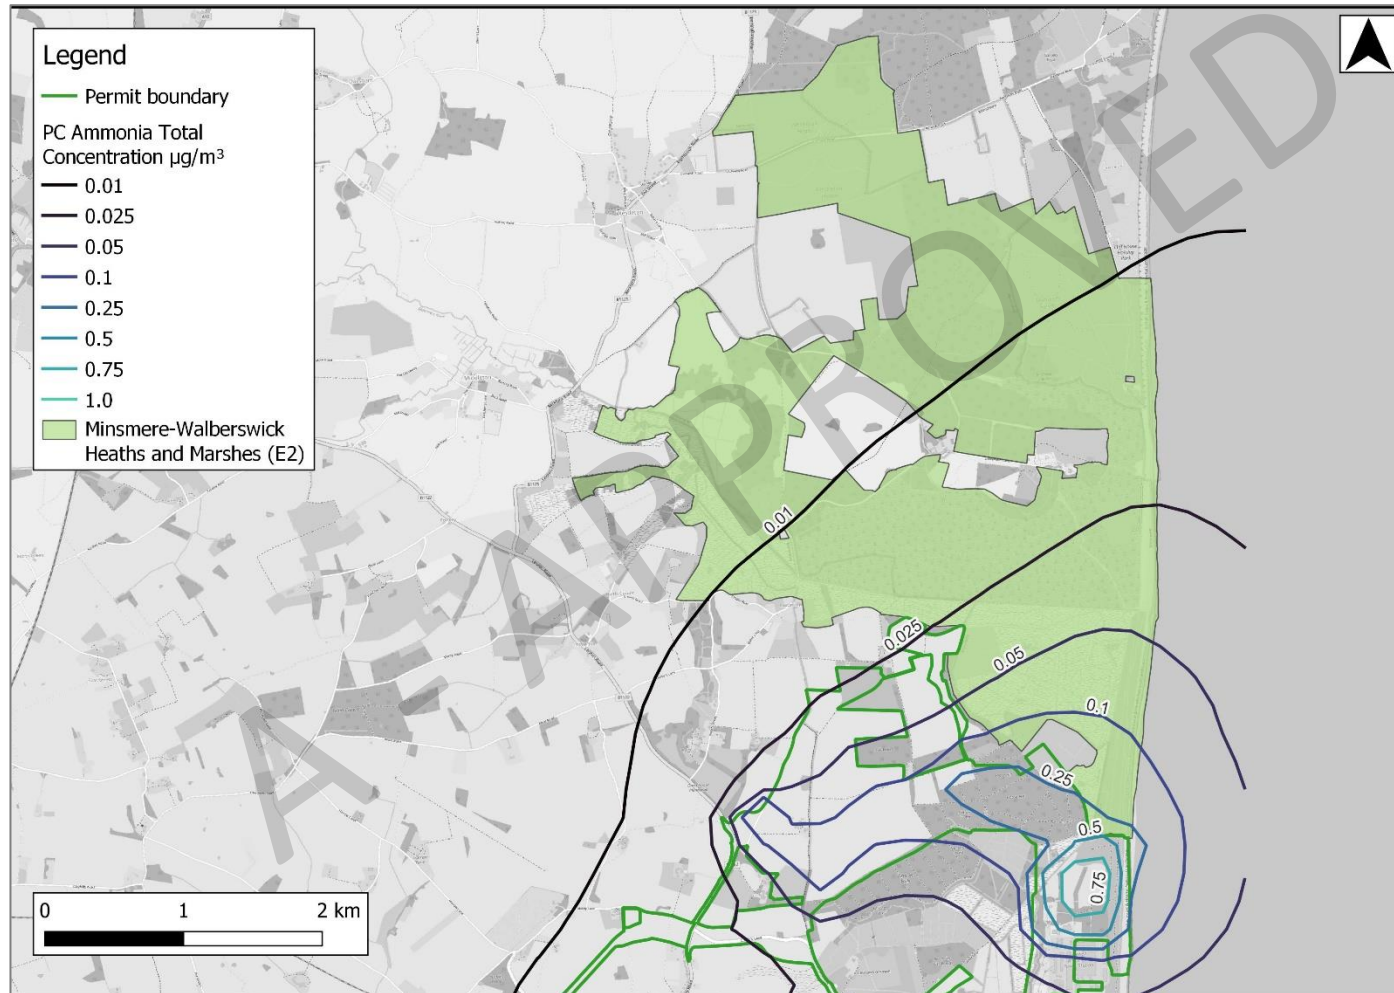 Legend
Permit boundary
PC Ammonia Total
Concentration µg/m³
0.01
0.025
0.05
0.1
0.25
0.5
0.75
1.0
Minsmere-Walberswick
Heaths and Marshes (E2)
A - APPROVED
0.01
0.025
0.05
0.1
0.25
0.5
0.75
0 1 2 km